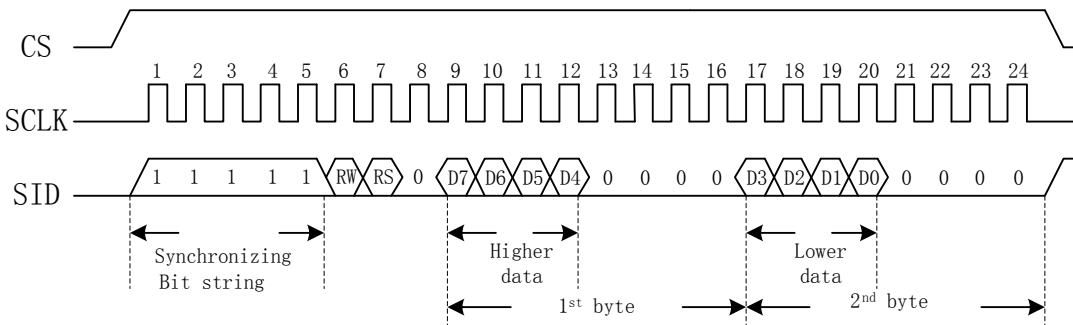 CS
1 2 3 4 5 6 7 8 9 10 11 12 13 14 15 16 17 18 19 20 21 22 23 24
SCLK
SID 1 1 1 1 1 RW RS 0 D7 D6 D5 D4 0 0 0 0 D3 D2 D1 D0 0 0 0 0
Synchronizing
Bit string
Higher
data
Lower
data
1st byte
2nd byte